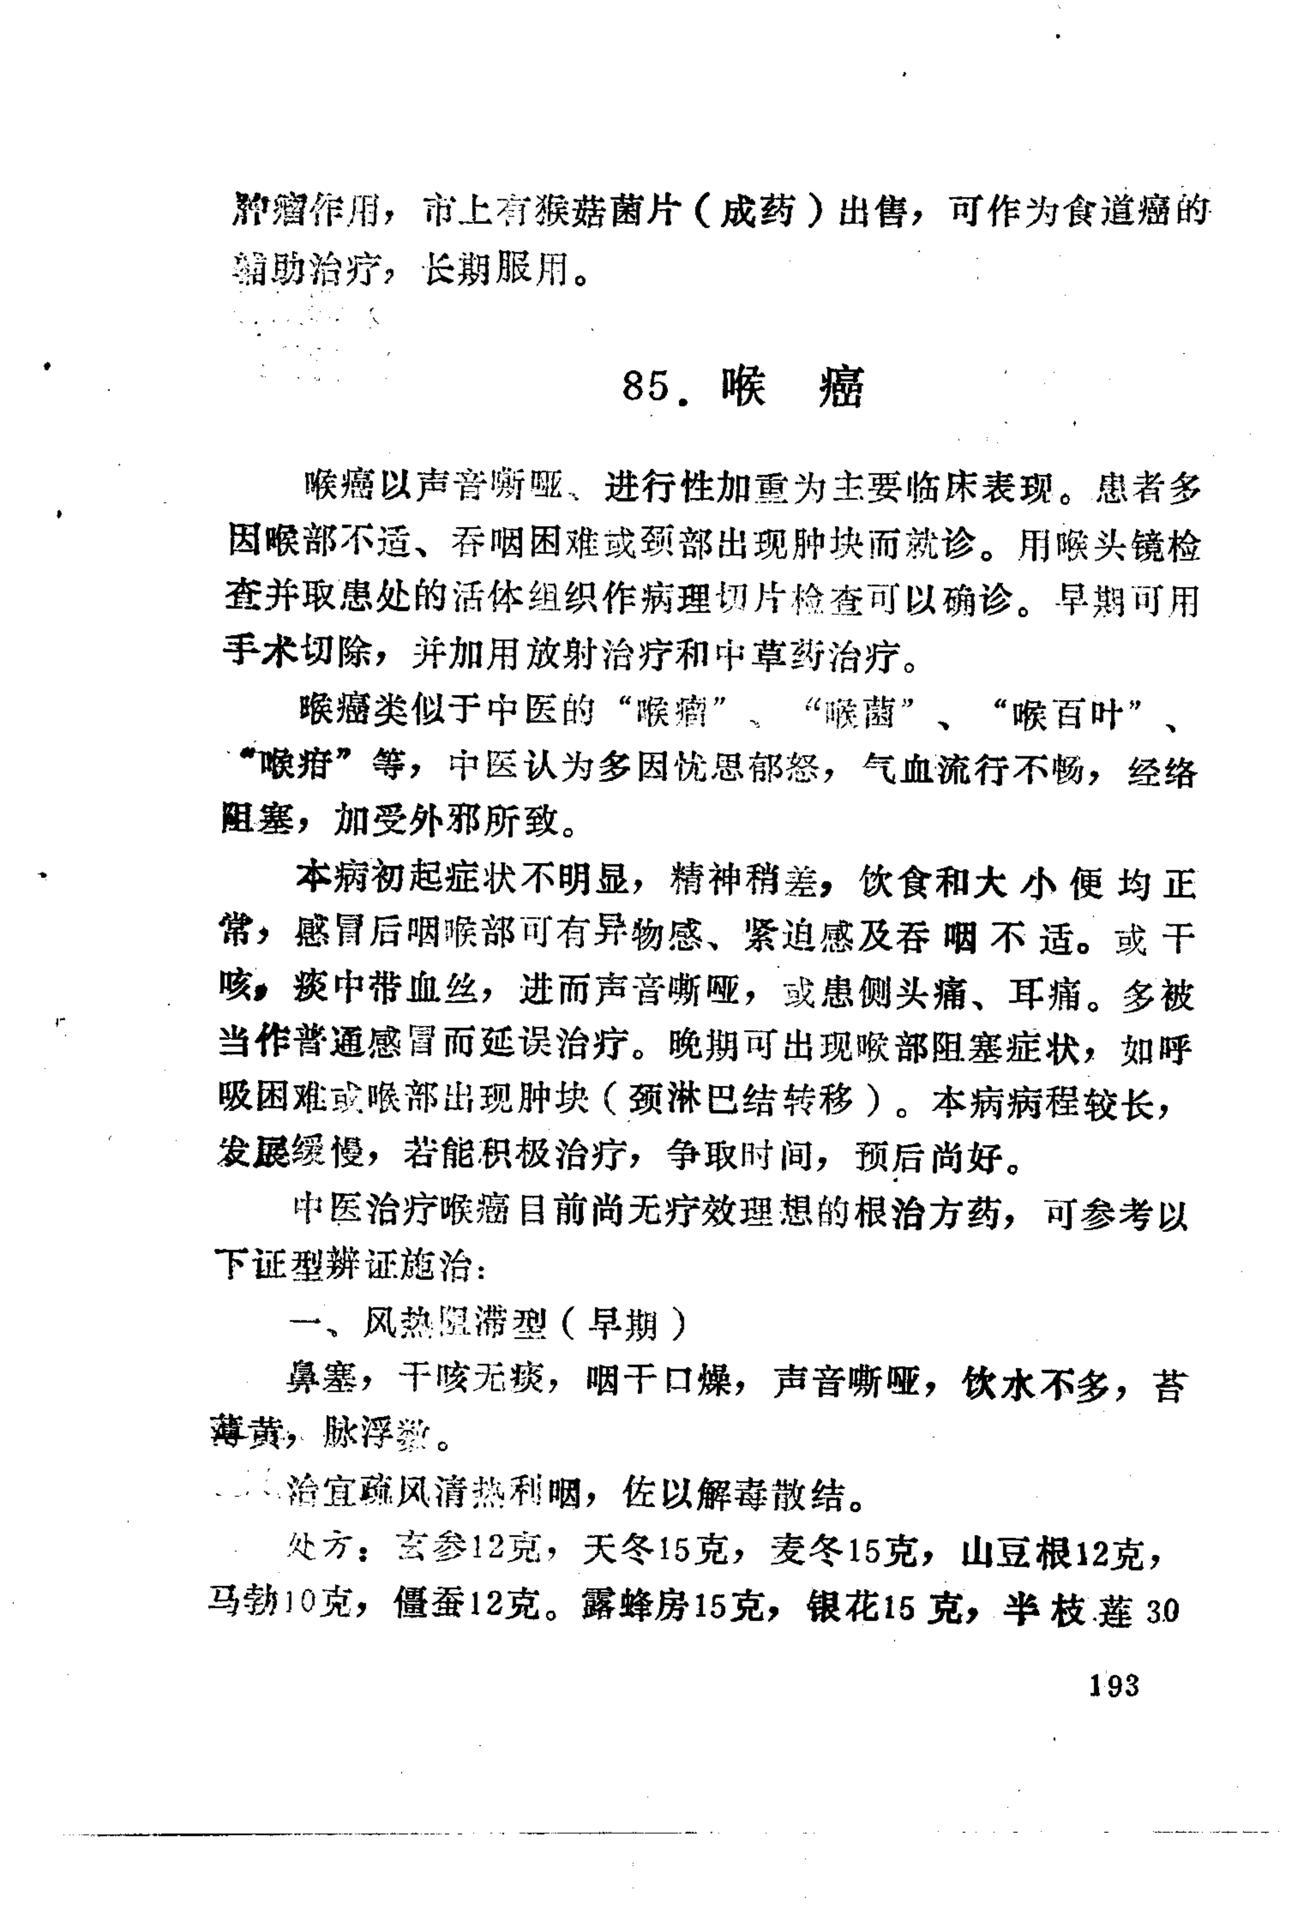 肿瘤作用，市上有猴菇菌片（成药）出售，可作为食道癌的
辅助治疗，长期服用。
85．喉 癌
喉癌以声音嘶哑、进行性加重为主要临床表现。患者多
因喉部不适、吞咽困难或颈部出现肿块而就诊。用喉头镜检
查并取患处的活体组织作病理切片检查可以确诊。早期可用
手术切除，并加用放射治疗和中草药治疗。
喉癌类似于中医的“喉瘤”、“喉菌”、“喉百叶”、
“喉疳”等，中医认为多因忧思郁怒，气血流行不畅，经络
阻塞，加受外邪所致。
本病初起症状不明显，精神稍差，饮食和大小便均正
常，感冒后咽喉部可有异物感、紧迫感及吞咽不适。或干
咳，痰中带血丝，进而声音嘶哑，或患侧头痛、耳痛。多被
当作普通感冒而延误治疗。晚期可出现喉部阻塞症状，如呼
吸困难或喉部出现肿块（颈淋巴结转移）。本病病程较长，
发展缓慢，若能积极治疗，争取时间，预后尚好。
中医治疗喉癌目前尚无疗效理想的根治方药，可参考以
下证型辨证施治：
一、风热阻滞型（早期）
鼻塞，干咳无痰，咽干口燥，声音嘶哑，饮水不多，苔
薄黄，脉浮数。
治宜疏风清热利咽，佐以解毒散结。
处方：玄参12克，天冬15克，麦冬15克，山豆根12克，
马勃10克，僵蚕12克。露蜂房15克，银花15克，半枝莲30
193